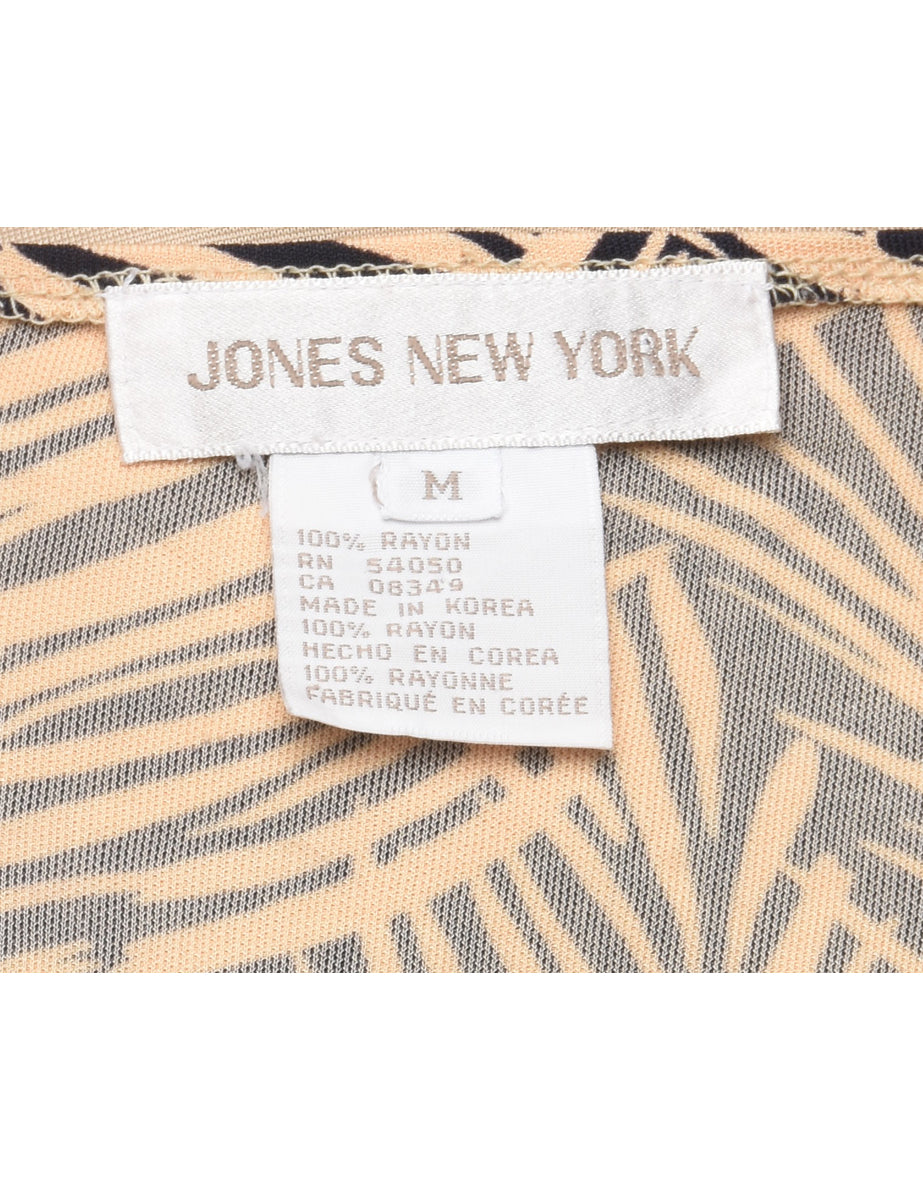 JONES NEW YORK
M
100% RAYON
RN 54050
CA 08349
MADE IN KOREA
100% RAYON
HECHO EN COREA
100% RAYONNE
FABRIQUÉ EN CORÉE